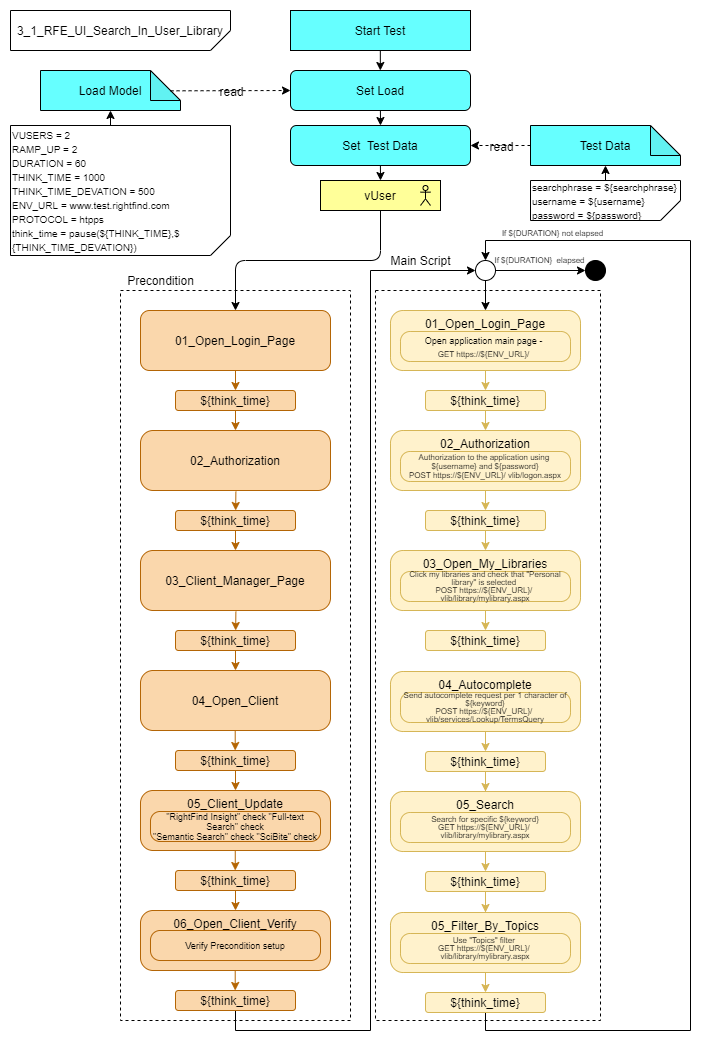 3_1_RFE_UI_Search_In_User_Library
Start Test
Load Model
read
Set Load
VUSERS = 2
RAMP_UP = 2
DURATION = 60
THINK_TIME = 1000
THINK_TIME_DEVATION = 500
ENV_URL = www.test.rightfind.com
PROTOCOL = htpps
think_time = pause(${THINK_TIME},$
{THINK_TIME_DEVATION})
Set  Test Data
read
Test Data
searchphrase = ${searchphrase}
username = ${username}
password = ${password}
vUser
If ${DURATION} not elapsed
If ${DURATION}  elapsed
Main Script
Precondition
01_Open_Login_Page
${think_time}
02_Authorization
${think_time}
03_Client_Manager_Page
${think_time}
04_Open_Client
${think_time}
05_Client_Update
"RightFind Insight" check "Full-text
Search" check
"Semantic Search" check "SciBite" check
${think_time}
06_Open_Client_Verify
Verify Precondition setup
${think_time}
01_Open_Login_Page
Open application main page -
GET https://${ENV_URL}/
${think_time}
02_Authorization
Authorization to the application using
${username} and ${password}
POST https://${ENV_URL}/ vlib/logon.aspx
${think_time}
03_Open_My_Libraries
Click my libraries and check that "Personal
library" is selected
POST https://${ENV_URL}/
vlib/library/mylibrary.aspx
${think_time}
04_Autocomplete
Send autocomplete request per 1 character of
${keyword}
POST https://${ENV_URL}/
vlib/services/Lookup/TermsQuery
${think_time}
05_Search
Search for specific ${keyword}
GET https://${ENV_URL}/
vlib/library/mylibrary.aspx
${think_time}
05_Filter_By_Topics
Use "Topics" filter
GET https://${ENV_URL}/
vlib/library/mylibrary.aspx
${think_time}